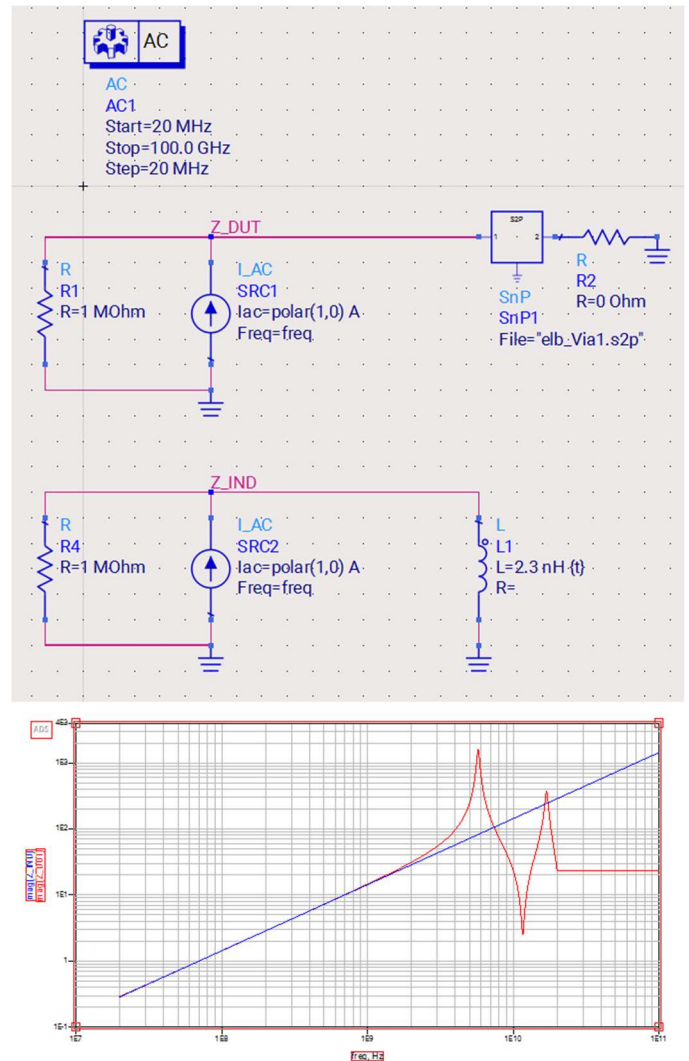 AC
AC
AC1
Start=20 MHz
Stop=100.0 GHz
Step=20 MHz
Z_DUT
R
R1
R=1 MOhm
I_AC
SRC1
Iac=polar(1,0) A
Freq=freq
S2P
1
2
SnP
SnP1
File="elb_Via1.s2p"
R
R2
R=0 Ohm
Z_IND
R
R4
R=1 MOhm
I_AC
SRC2
Iac=polar(1,0) A
Freq=freq
L
L1
L=2.3 nH {t}
R=
ADS
4E3
1E3
1E2
1E1
1
1E-1
1E7
1E8
1E9
1E10
1E11
freq, Hz